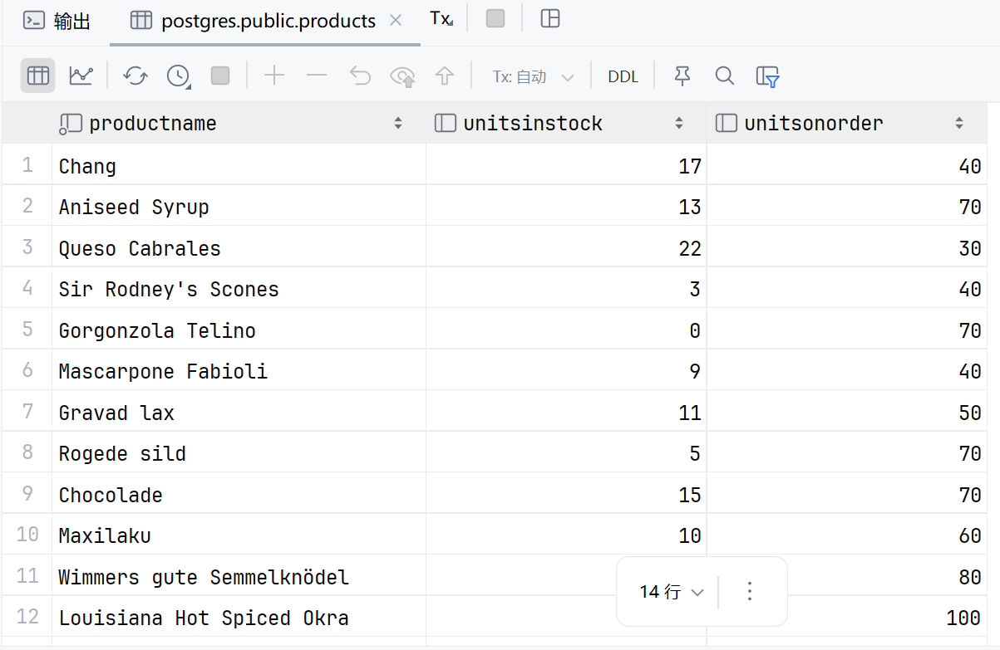 输出 postgres.public.products Tx
Tx: 自动 DDL
productname unitsinstock unitsonorder
1 Chang 17 40
2 Aniseed Syrup 13 70
3 Queso Cabrales 22 30
4 Sir Rodney's Scones 3 40
5 Gorgonzola Telino 0 70
6 Mascarpone Fabioli 9 40
7 Gravad lax 11 50
8 Rogede sild 5 70
9 Chocolade 15 70
10 Maxilaku 10 60
11 Wimmers gute Semmelknödel 80
14 行
12 Louisiana Hot Spiced Okra 100